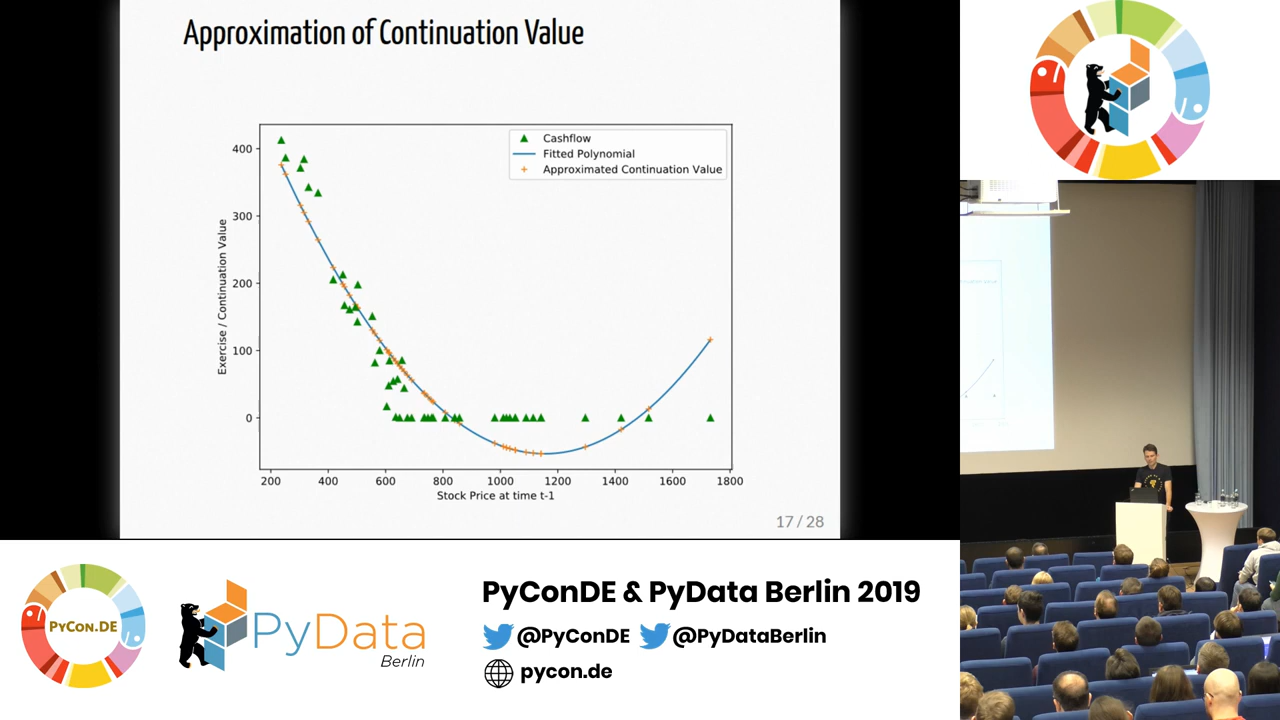 Approximation of Continuation Value
Cashflow
Fitted Polynomial
Approximated Continuation Value
Exercise / Continuation Value
400
300
200
100
0
200
400
600
800
1000
1200
1400
1600
1800
Stock Price at time t-1
17 / 28
PyCon.DE
PyData
Berlin
PyConDE & PyData Berlin 2019
@PyConDE
@PyDataBerlin
pycon.de